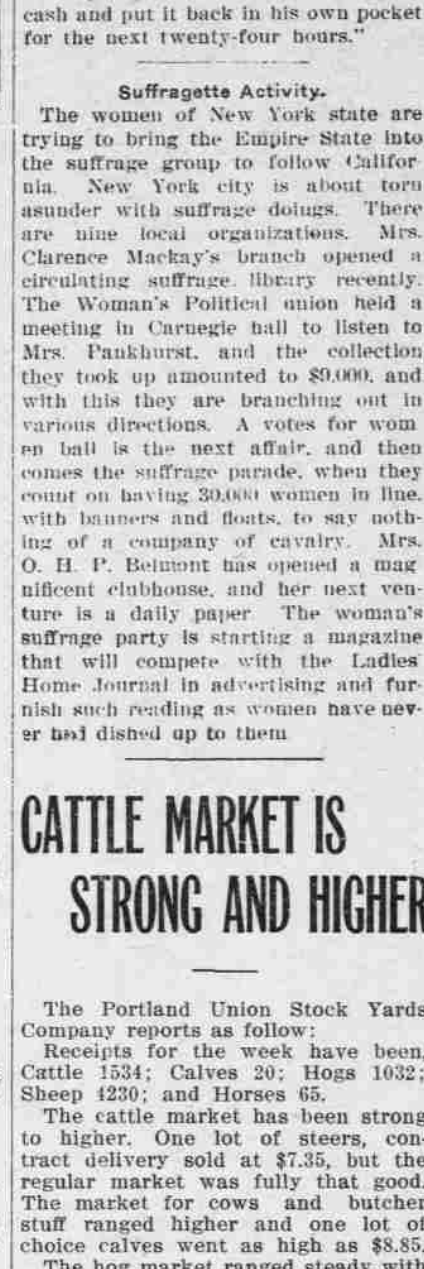 cash and put it back in his own pocket
for the next twenty-four hours."
Suffragette Activity.
The women of New York state are
trying to bring the Empire State into
the suffrage group to follow Califor
nia. New York city is about torn
asunder with suffrage doings. There
are nine local organizations. Mrs.
Clarence Mackay's branch opened a
circulating suffrage library recently.
The Woman's Political union held a
meeting in Carnegie hall to listen to
Mrs. Pankhurst, and the collection
they took up amounted to $9,000, and
with this they are branching out in
various directions. A votes for wom
en ball is the next affair, and then
comes the suffrage parade, when they
count on having 30,000 women in line,
with banners and floats, to say noth-
ing of a company of cavalry. Mrs.
O. H. P. Belmont has opened a mag
nificent clubhouse, and her next ven-
ture is a daily paper The woman's
suffrage party is starting a magazine
that will compete with the Ladies'
Home Journal in advertising and fur-
nish such reading as women have nev-
er had dished up to them
CATTLE MARKET IS
STRONG AND HIGHER
The Portland Union Stock Yards
Company reports as follow:
Receipts for the week have been,
Cattle 1534; Calves 20; Hogs 1032;
Sheep 4230; and Horses 65.
The cattle market has been strong
to higher. One lot of steers, con-
tract delivery sold at $7.35, but the
regular market was fully that good.
The market for cows and butcher
stuff ranged higher and one lot of
choice calves went as high as $8.85.
The hog market ranged steady with